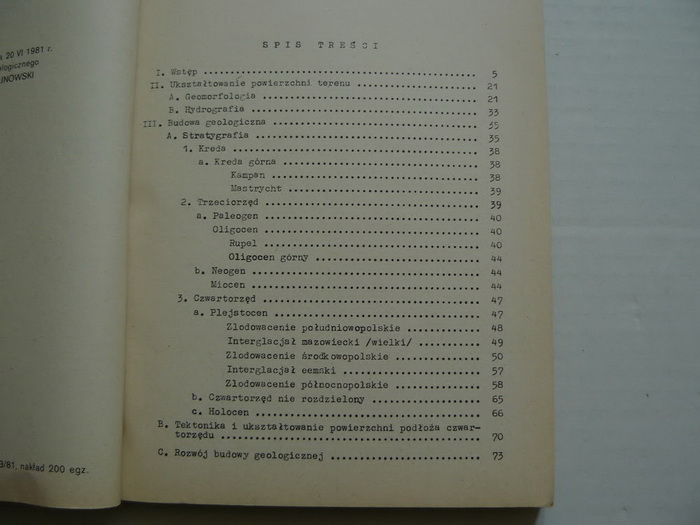 20 VI 1981 r.
ologicznego
INOWSKI
SPIS TREŚCI
I. Wstęp ........ 5
II. Ukształtowanie powierzchni terenu ........ 21
A. Geomorfologia ........ 21
B. Hydrografia ........ 33
III. Budowa geologiczna ........ 35
A. Stratygrafia ........ 35
1. Kreda ........ 38
a. Kreda górna ........ 38
Kampan ........ 38
Mastrycht ........ 39
2. Trzeciorzęd ........ 39
a. Paleogen ........ 40
Oligocen ........ 40
Rupel ........ 40
Oligocen górny ........ 44
b. Neogen ........ 44
Miocen ........ 44
3. Czwartorzęd ........ 47
a. Plejstocen ........ 47
Zlodowacenie południowopolskie ........ 48
Interglacjał mazowiecki /wielki/ ........ 49
Zlodowacenie środkowopolskie ........ 50
Interglacjał eemski ........ 57
Zlodowacenie północnopolskie ........ 58
b. Czwartorzęd nie rozdzielony ........ 65
c. Holocen ........ 66
B. Tektonika i ukształtowanie powierzchni podłoża czwar-
torzędu ........ 70
C. Rozwój budowy geologicznej ........ 73
/81, nakład 200 egz.